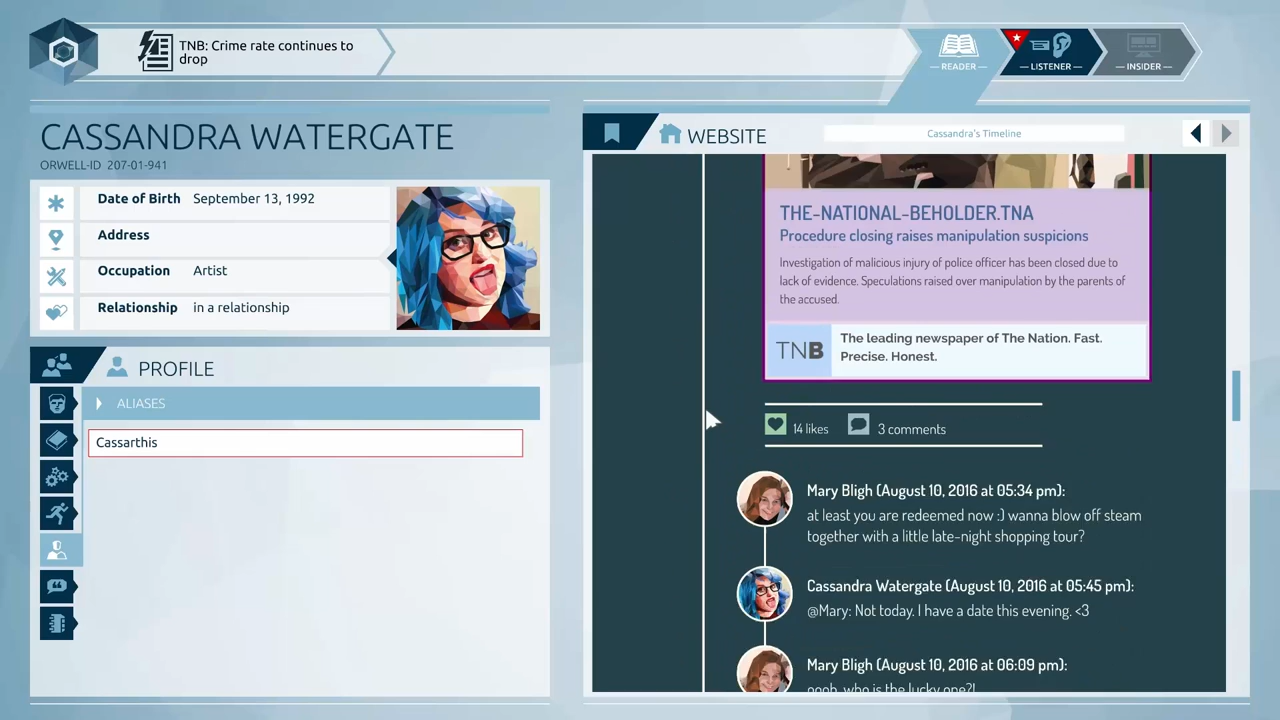 TNB: Crime rate continues to
drop
— READER —
— LISTENER —
— INSIDER —
CASSANDRA WATERGATE
ORWELL-ID 207-01-941
Date of Birth September 13, 1992
Address
Occupation Artist
Relationship in a relationship
PROFILE
ALIASES
Cassarthis
WEBSITE
Cassandra's Timeline
THE-NATIONAL-BEHOLDER.TNA
Procedure closing raises manipulation suspicions
Investigation of malicious injury of police officer has been closed due to
lack of evidence. Speculations raised over manipulation by the parents of
the accused.
TNB
The leading newspaper of The Nation. Fast.
Precise. Honest.
14 likes 3 comments
Mary Bligh (August 10, 2016 at 05:34 pm):
at least you are redeemed now :) wanna blow off steam
together with a little late-night shopping tour?
Cassandra Watergate (August 10, 2016 at 05:45 pm):
@Mary: Not today. I have a date this evening. <3
Mary Bligh (August 10, 2016 at 06:09 pm):
oooh, who is the lucky one?!